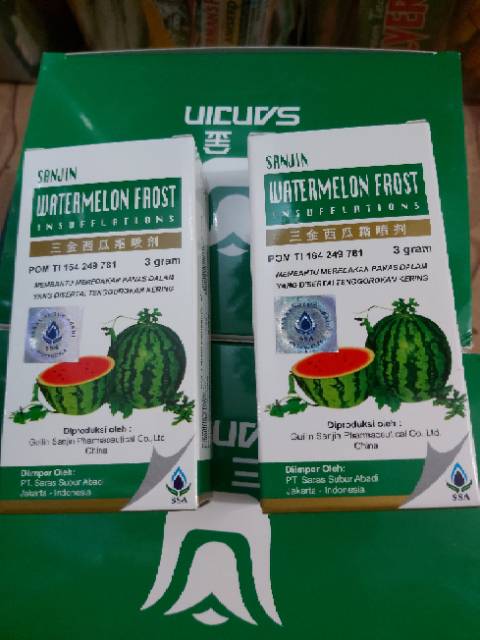 SANJIN
SANJIN
WATERMELON FROST
INSUFFLATIONS
三金西瓜霜喷剂
POM TI 164 249 781 3 gram
MEMBANTU MEREDAKAN PANAS DALAM
YANG DISERTAI TENGGOROKAN KERING
SSA
Diproduksi oleh :
Guilin Sanjin Pharmaceutical Co., Ltd.
China
Diimpor Oleh:
PT. Saras Subur Abadi
Jakarta - Indonesia
SSA
SANJIN
WATERMELON FROST
INSUFFLATIONS
三金西瓜霜喷剂
POM TI 164 249 781 3 gram
MEMBANTU MEREDAKAN PANAS DALAM
YANG DISERTAI TENGGOROKAN KERING
SSA
Diproduksi oleh :
Guilin Sanjin Pharmaceutical Co., Ltd.
China
Diimpor Oleh:
PT. Saras Subur Abadi
Jakarta - Indonesia
SSA